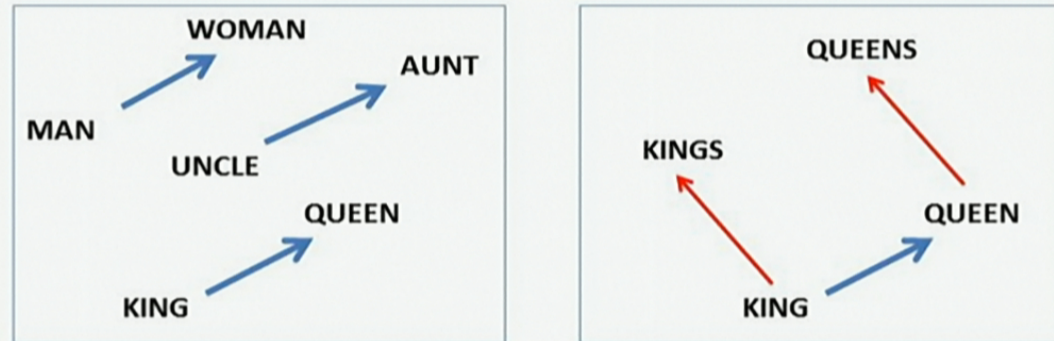 WOMAN
AUNT
MAN
UNCLE
QUEEN
KING
QUEENS
KINGS
QUEEN
KING